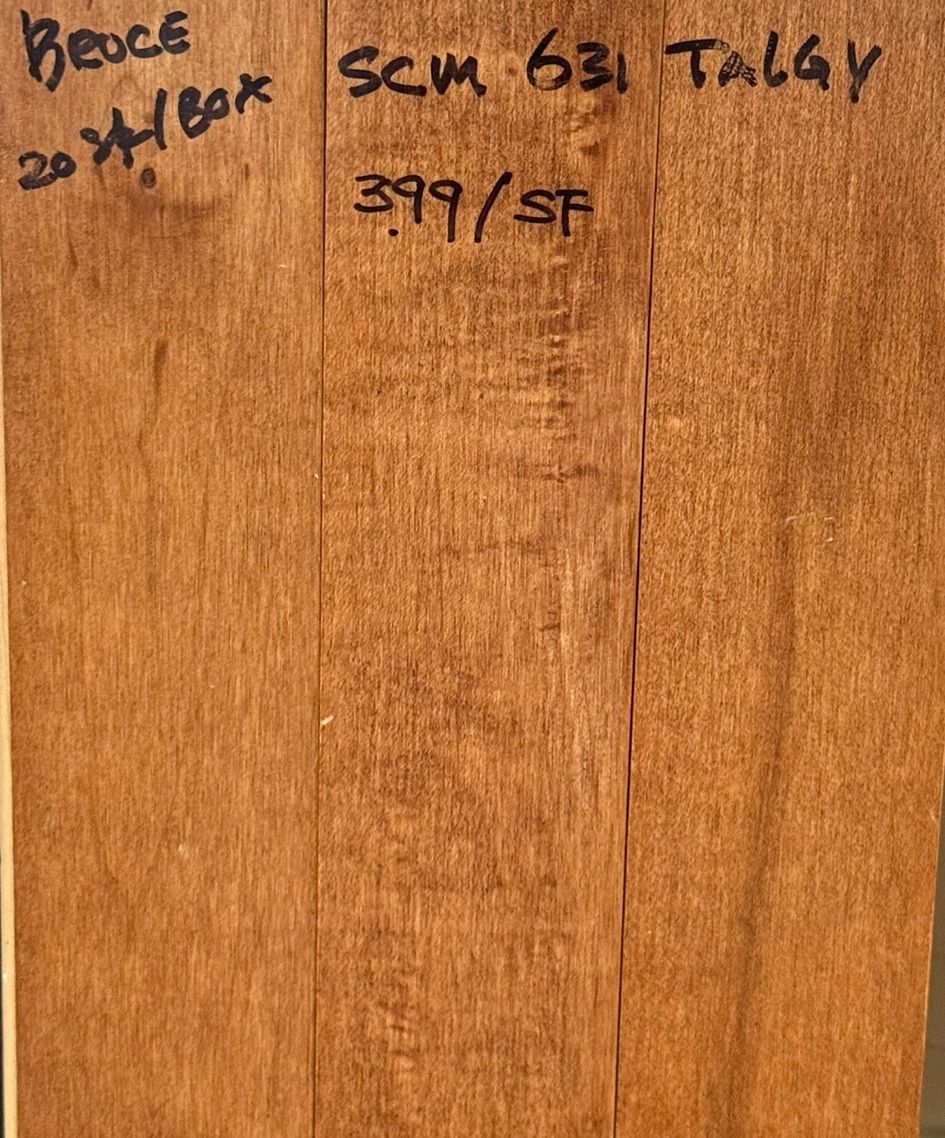 BRUCE SCM 631 TALGY
20 sf/BOX
3.99/SF